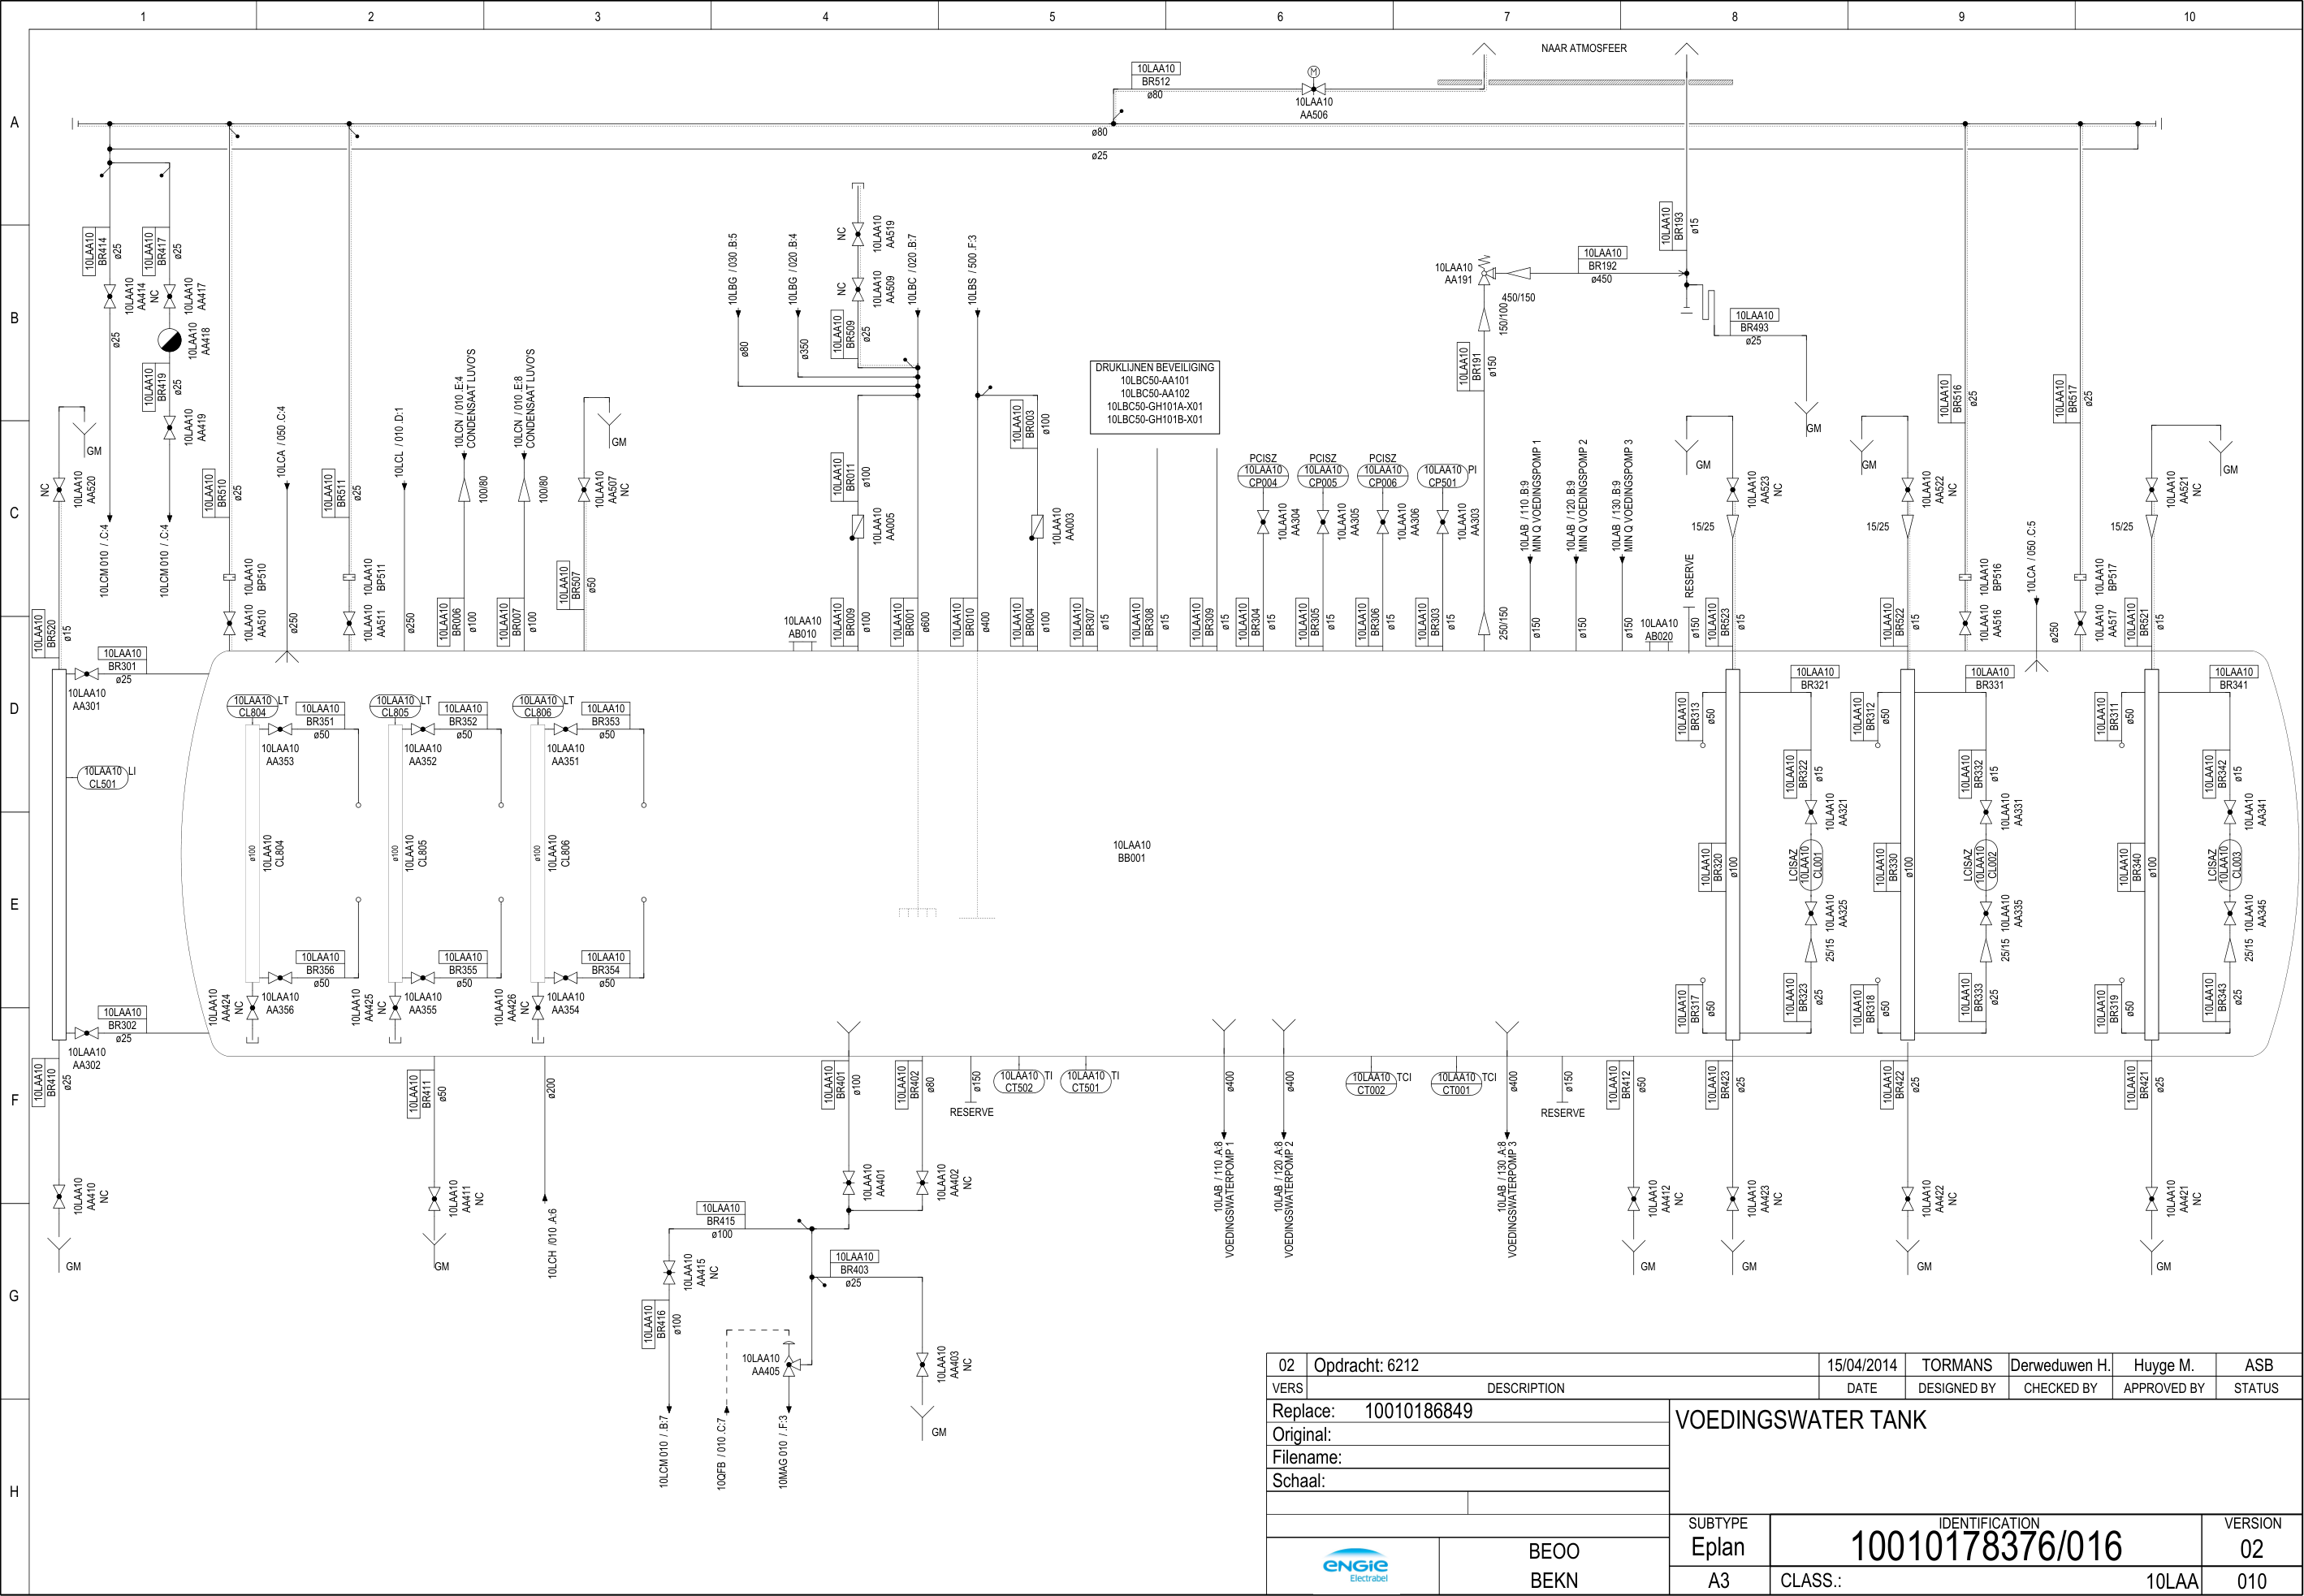 1
2
3
4
5
6
7
8
9
10
A
B
C
D
E
F
G
H
NAAR ATMOSFEER
10LAA10
BR512
ø80
M
10LAA10
AA506
ø80
ø25
10LAA10
BR414
ø25
10LAA10
AA414
ø25
10LAA10
BR417
ø25
NC
10LAA10
AA417
10LAA10
AA418
10LAA10
BR419
ø25
10LAA10
AA419
10LCM 010 / .C:4
10LCM 010 / .C:4
GM
NC
10LAA10
AA520
10LAA10
BR520
ø15
10LAA10
BR510
ø25
10LAA10
BP510
10LAA10
AA510
10LCA / 050 .C:4
ø250
10LAA10
BR511
ø25
10LAA10
BP511
10LAA10
AA511
10LCL / 010 .D:1
ø250
10LCN / 010 .E:4
CONDENSAAT LUVO'S
100/80
10LAA10
BR006
ø100
10LCN / 010 .E:8
CONDENSAAT LUVO'S
100/80
10LAA10
BR007
ø100
GM
10LAA10
AA507
NC
10LAA10
BR507
ø50
10LBG / 030 .B:5
ø80
10LBG / 020 .B:4
ø350
NC
10LAA10
AA519
NC
10LAA10
AA509
10LAA10
BR509
ø25
10LBC / 020 .B:7
10LBS / 500 .F:3
10LAA10
BR011
ø100
10LAA10
AA005
10LAA10
BR003
ø100
10LAA10
AA003
10LAA10
AB010
10LAA10
BR009
ø100
10LAA10
BR001
ø600
10LAA10
BR010
ø400
10LAA10
BR004
ø100
10LAA10
BR307
ø15
10LAA10
BR308
ø15
10LAA10
BR309
ø15
10LAA10
BR304
ø15
10LAA10
BR305
ø15
10LAA10
BR306
ø15
10LAA10
BR303
ø15
DRUKLIJNEN BEVEILIGING
10LBC50-AA101
10LBC50-AA102
10LBC50-GH101A-X01
10LBC50-GH101B-X01
PCISZ
10LAA10
CP004
PCISZ
10LAA10
CP005
PCISZ
10LAA10
CP006
10LAA10 PI
CP501
10LAA10
AA304
10LAA10
AA305
10LAA10
AA306
10LAA10
AA303
10LAA10
AA191
450/150
150/100
10LAA10
BR191
ø150
250/150
10LAA10
BR192
ø450
10LAA10
BR193
ø15
10LAA10
BR493
ø25
GM
10LAB / 110 .B:9
MIN Q VOEDINGSPOMP 1
ø150
10LAB / 120 .B:9
MIN Q VOEDINGSPOMP 2
ø150
10LAB / 130 .B:9
MIN Q VOEDINGSPOMP 3
ø150
10LAA10
AB020
RESERVE
ø150
GM
10LAA10
AA523
NC
15/25
10LAA10
BR523
ø15
GM
10LAA10
AA522
NC
15/25
10LAA10
BR522
ø15
10LAA10
BR516
ø25
10LAA10
BP516
10LAA10
AA516
10LCA / 050 .C:5
ø250
10LAA10
BR517
ø25
10LAA10
BP517
10LAA10
AA517
GM
10LAA10
AA521
NC
15/25
10LAA10
BR521
ø15
10LAA10
BR301
ø25
10LAA10
AA301
10LAA10 LI
CL501
10LAA10
BR302
ø25
10LAA10
AA302
10LAA10 LT
CL804
10LAA10
BR351
ø50
10LAA10
AA353
ø100
10LAA10
CL804
10LAA10
BR356
ø50
10LAA10
AA356
10LAA10
AA424
NC
10LAA10 LT
CL805
10LAA10
BR352
ø50
10LAA10
AA352
ø100
10LAA10
CL805
10LAA10
BR355
ø50
10LAA10
AA355
10LAA10
AA425
NC
10LAA10 LT
CL806
10LAA10
BR353
ø50
10LAA10
AA351
ø100
10LAA10
CL806
10LAA10
BR354
ø50
10LAA10
AA354
10LAA10
AA426
NC
10LAA10
BB001
10LAA10
BR313
ø50
10LAA10
BR321
10LAA10
BR322
ø15
10LAA10
AA321
10LAA10
BR320
ø100
LCISAZ
10LAA10
CL001
10LAA10
AA325
25/15
10LAA10
BR317
ø50
10LAA10
BR323
ø25
10LAA10
BR312
ø50
10LAA10
BR331
10LAA10
BR332
ø15
10LAA10
AA331
10LAA10
BR330
ø100
LCISAZ
10LAA10
CL002
10LAA10
AA335
25/15
10LAA10
BR318
ø50
10LAA10
BR333
ø25
10LAA10
BR311
ø50
10LAA10
BR341
10LAA10
BR342
ø15
10LAA10
AA341
10LAA10
BR340
ø100
LCISAZ
10LAA10
CL003
10LAA10
AA345
25/15
10LAA10
BR319
ø50
10LAA10
BR343
ø25
10LAA10
BR410
ø25
10LAA10
AA410
NC
GM
10LAA10
BR411
ø50
10LAA10
AA411
NC
GM
ø200
10LCH /010 .A:6
10LAA10
BR401
ø100
10LAA10
AA401
10LAA10
BR402
ø80
10LAA10
AA402
NC
ø150
RESERVE
10LAA10 TI
CT502
10LAA10 TI
CT501
10LAA10
BR415
ø100
10LAA10
AA415
NC
10LAA10
BR416
ø100
10LAA10
BR403
ø25
10LAA10
AA405
10LAA10
AA403
NC
GM
10LCM 010 / .B:7
10QFB / 010 .C:7
10MAG 010 / .F:3
ø400
10LAB / 110 .A:8
VOEDINGSWATERPOMP 1
ø400
10LAB / 120 .A:8
VOEDINGSWATERPOMP 2
10LAA10 TCI
CT002
10LAA10 TCI
CT001
ø400
10LAB / 130 .A:8
VOEDINGSWATERPOMP 3
ø150
RESERVE
10LAA10
BR412
ø50
10LAA10
AA412
NC
GM
10LAA10
BR423
ø25
10LAA10
AA423
NC
GM
10LAA10
BR422
ø25
10LAA10
AA422
NC
GM
10LAA10
BR421
ø25
10LAA10
AA421
NC
GM
02 Opdracht: 6212 15/04/2014 TORMANS Derweduwen H. Huyge M. ASB
VERS DESCRIPTION DATE DESIGNED BY CHECKED BY APPROVED BY STATUS
Replace: 10010186849
Original:
Filename:
Schaal:
VOEDINGSWATER TANK
ENGIE
Electrabel
BEOO
BEKN
SUBTYPE
Eplan
A3
IDENTIFICATION
10010178376/016
CLASS.: 10LAA
VERSION
02
010